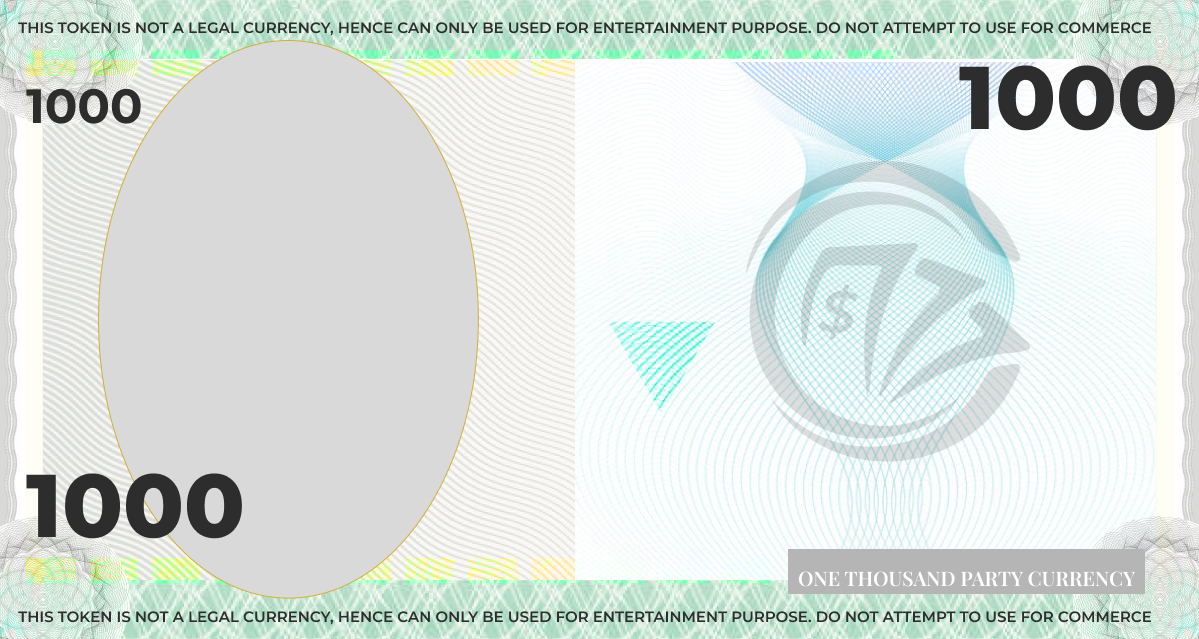 THIS TOKEN IS NOT A LEGAL CURRENCY, HENCE CAN ONLY BE USED FOR ENTERTAINMENT PURPOSE. DO NOT ATTEMPT TO USE FOR COMMERCE
1000
1000
$
1000
ONE THOUSAND PARTY CURRENCY
THIS TOKEN IS NOT A LEGAL CURRENCY, HENCE CAN ONLY BE USED FOR ENTERTAINMENT PURPOSE. DO NOT ATTEMPT TO USE FOR COMMERCE